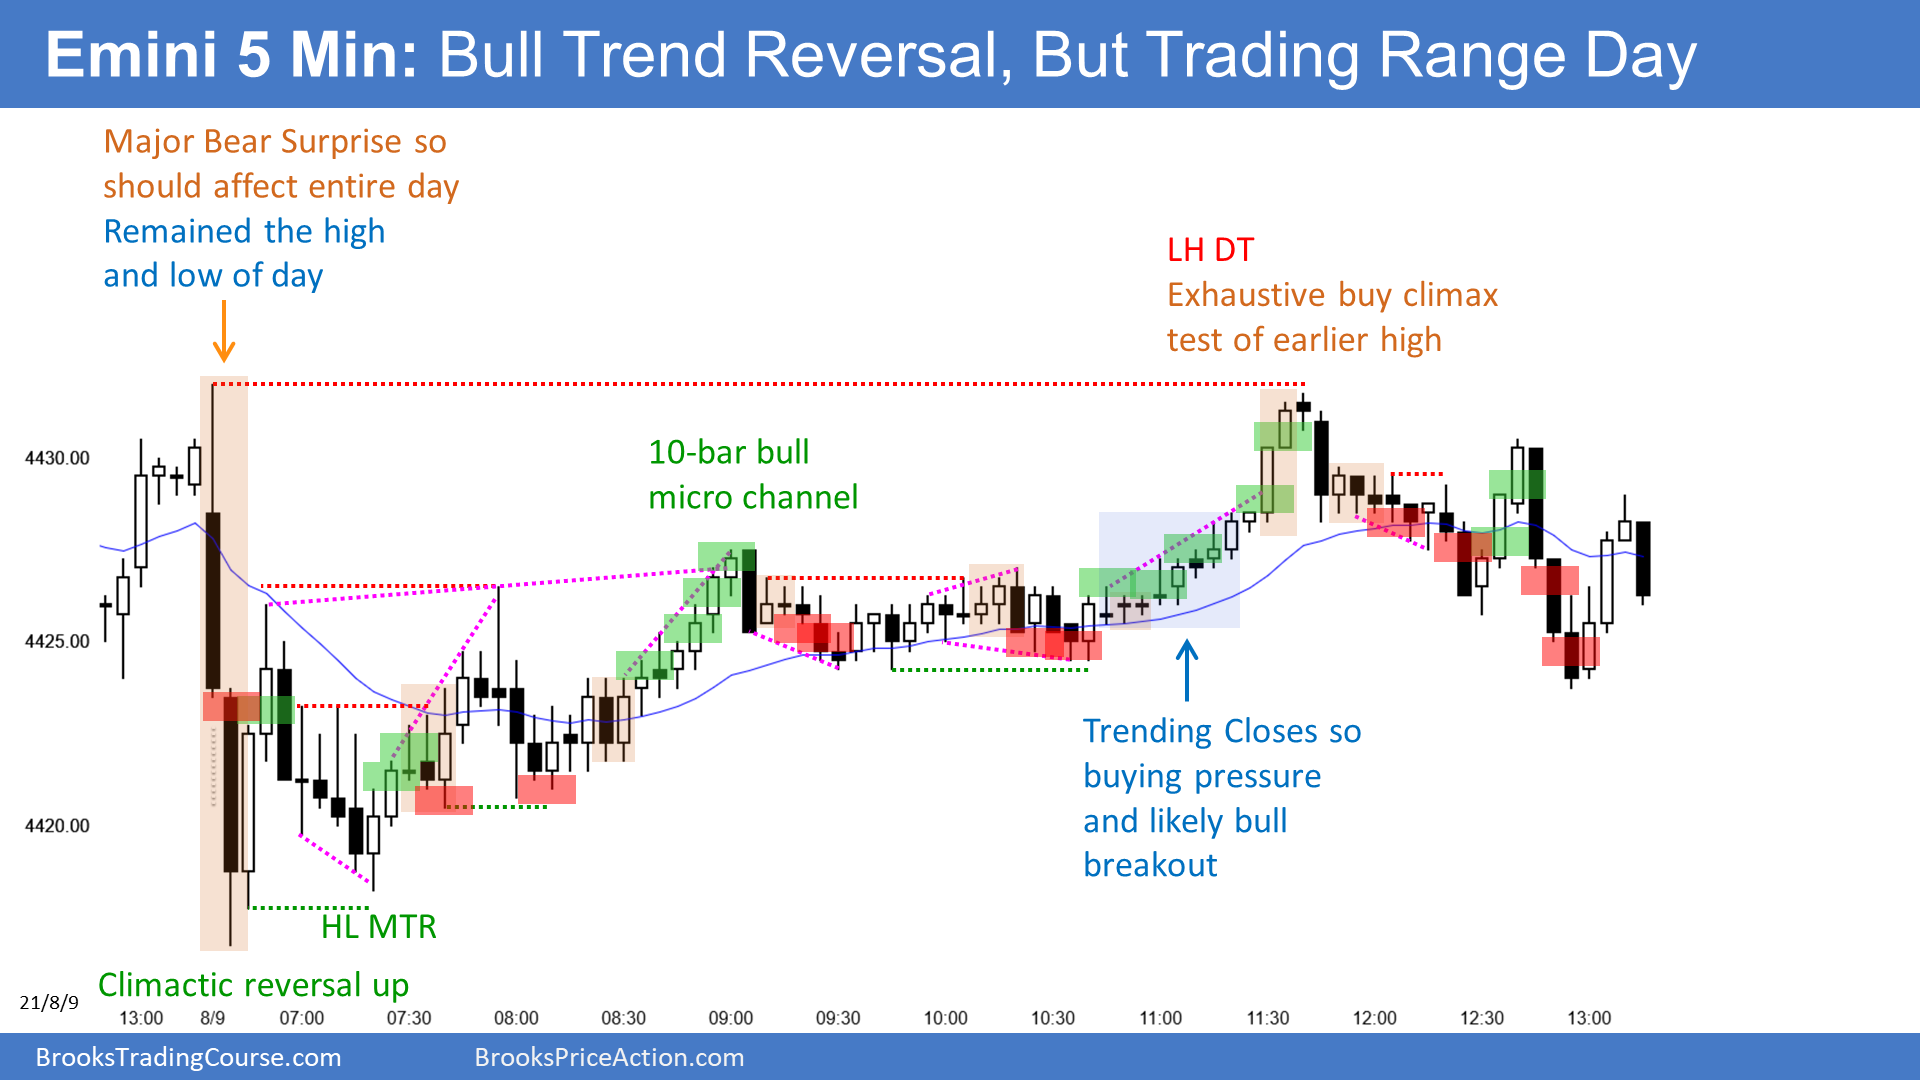 Emini 5 Min: Bull Trend Reversal, But Trading Range Day
Major Bear Surprise so
should affect entire day
Remained the high
and low of day
LH DT
Exhaustive buy climax
test of earlier high
10-bar bull
micro channel
4430.00
4425.00
4420.00
Trending Closes so
buying pressure
and likely bull
breakout
HL MTR
Climactic reversal up
21/8/9
13:00 8/9 07:00 07:30 08:00 08:30 09:00 09:30 10:00 10:30 11:00 11:30 12:00 12:30 13:00
BrooksTradingCourse.com BrooksPriceAction.com